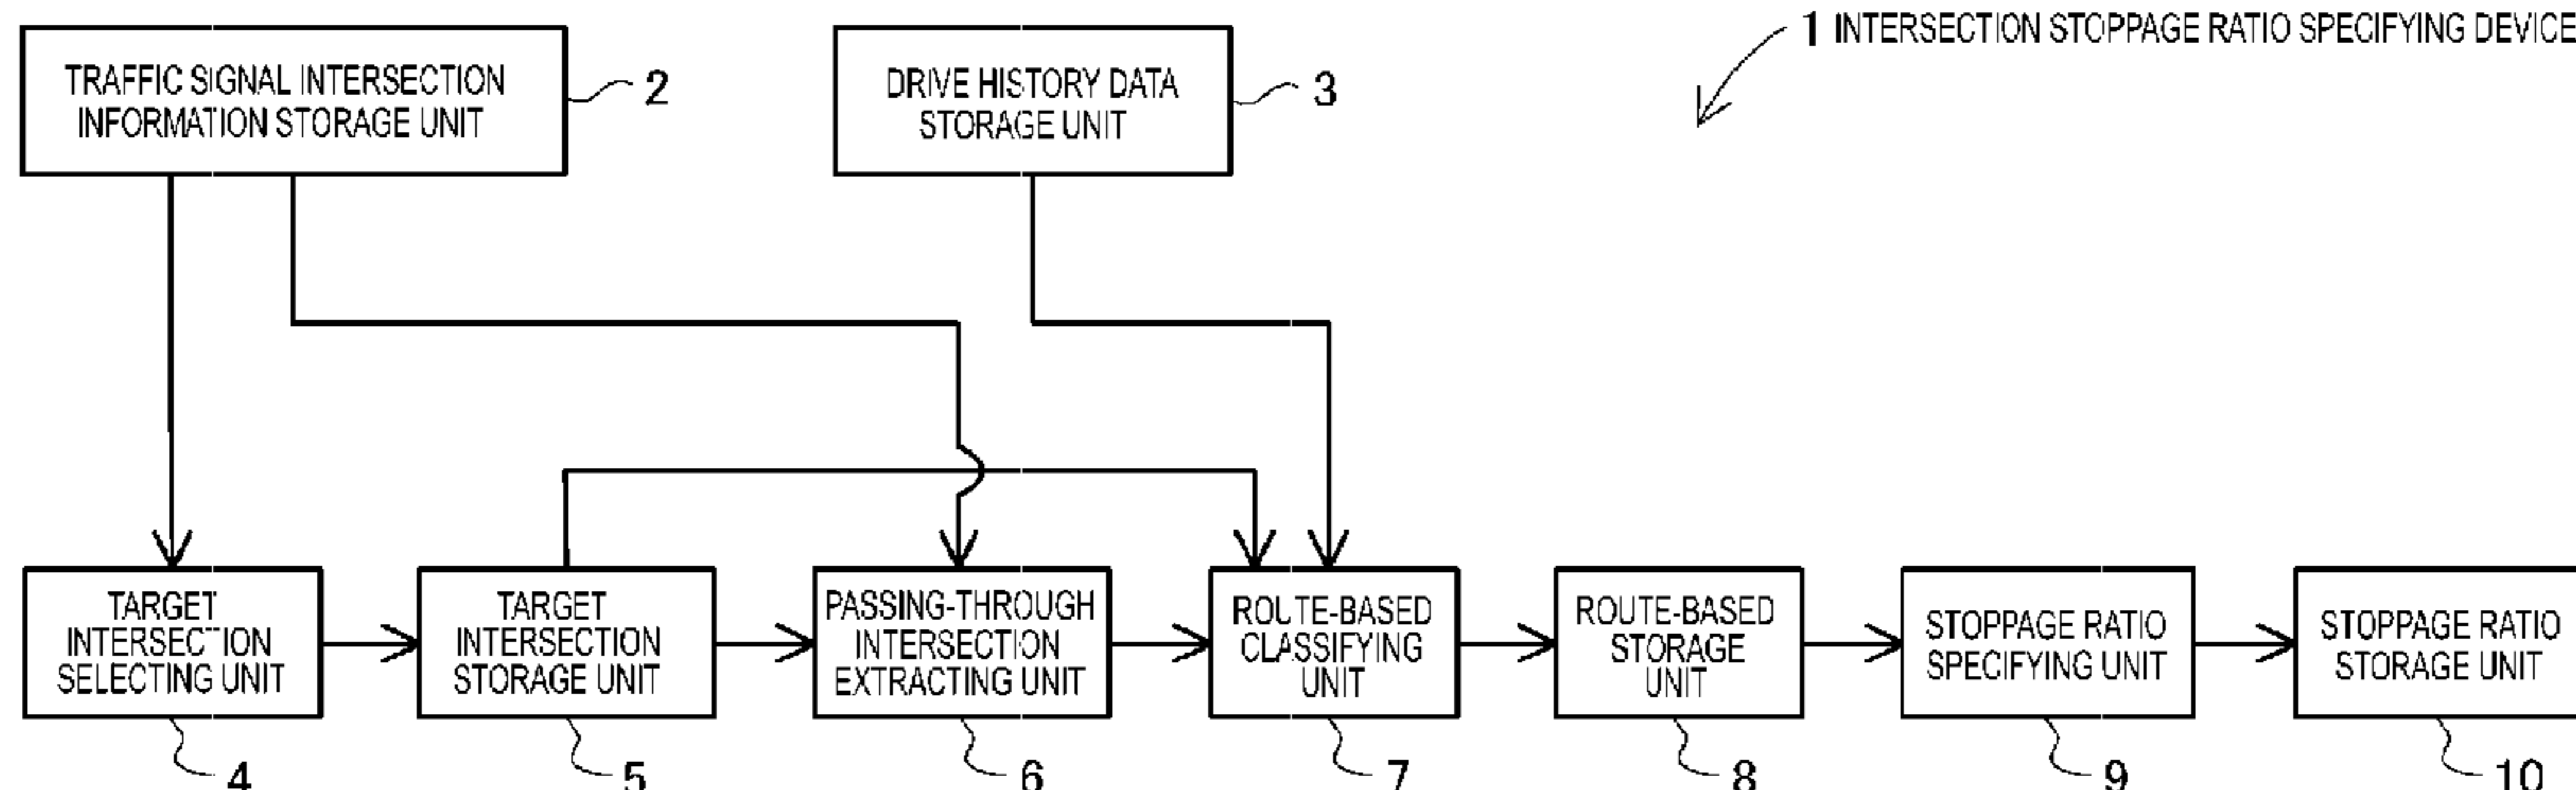 1 INTERSECTION STOPPAGE RATIO SPECIFYING DEVICE
TRAFFIC SIGNAL INTERSECTION
INFORMATION STORAGE UNIT
2
DRIVE HISTORY DATA
STORAGE UNIT
3
TARGET
INTERSECTION
SELECTING UNIT
4
TARGET
INTERSECTION
STORAGE UNIT
5
PASSING-THROUGH
INTERSECTION
EXTRACTING UNIT
6
ROUTE-BASED
CLASSIFYING
UNIT
7
ROUTE-BASED
STORAGE
UNIT
8
STOPPAGE RATIO
SPECIFYING UNIT
9
STOPPAGE RATIO
STORAGE UNIT
10